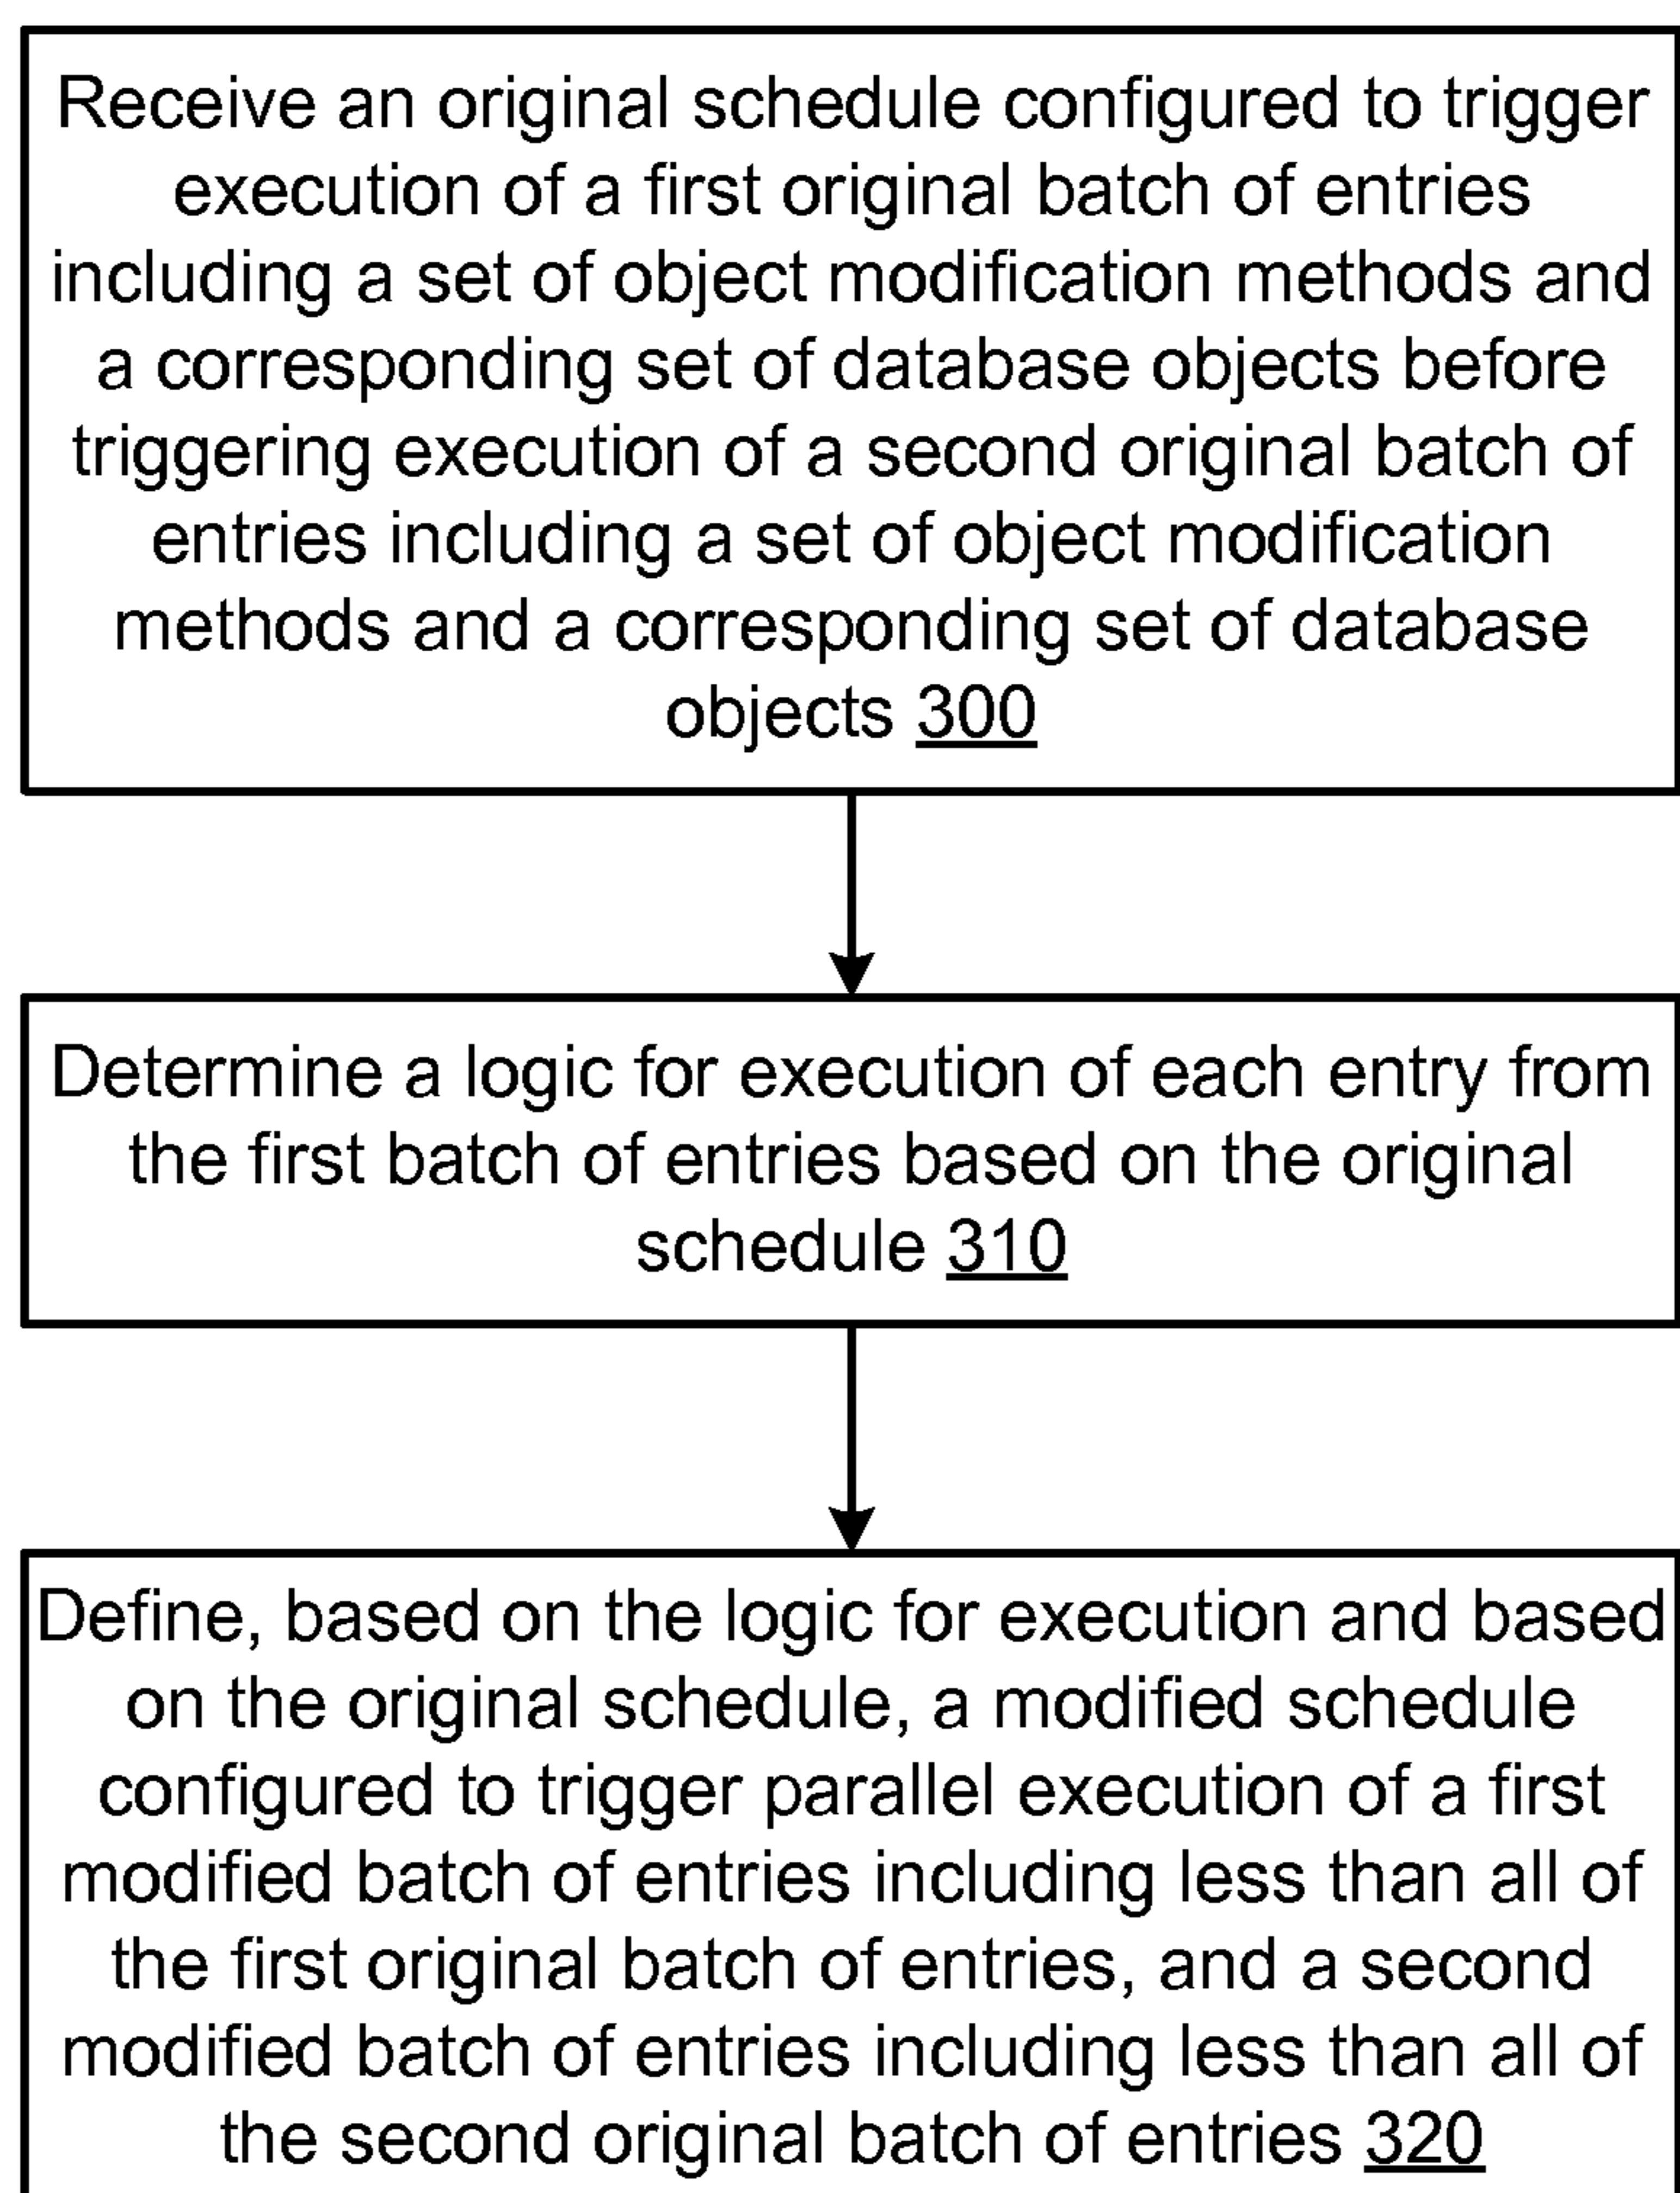 Receive an original schedule configured to trigger
execution of a first original batch of entries
including a set of object modification methods and
a corresponding set of database objects before
triggering execution of a second original batch of
entries including a set of object modification
methods and a corresponding set of database
objects 300
Determine a logic for execution of each entry from
the first batch of entries based on the original
schedule 310
Define, based on the logic for execution and based
on the original schedule, a modified schedule
configured to trigger parallel execution of a first
modified batch of entries including less than all of
the first original batch of entries, and a second
modified batch of entries including less than all of
the second original batch of entries 320